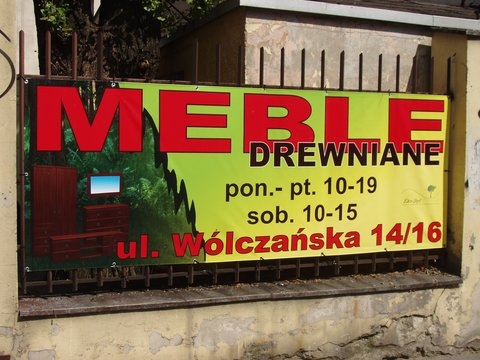 MEBLE
DREWNIANE
pon.- pt. 10-19
sob. 10-15
ul. Wólczańska 14/16